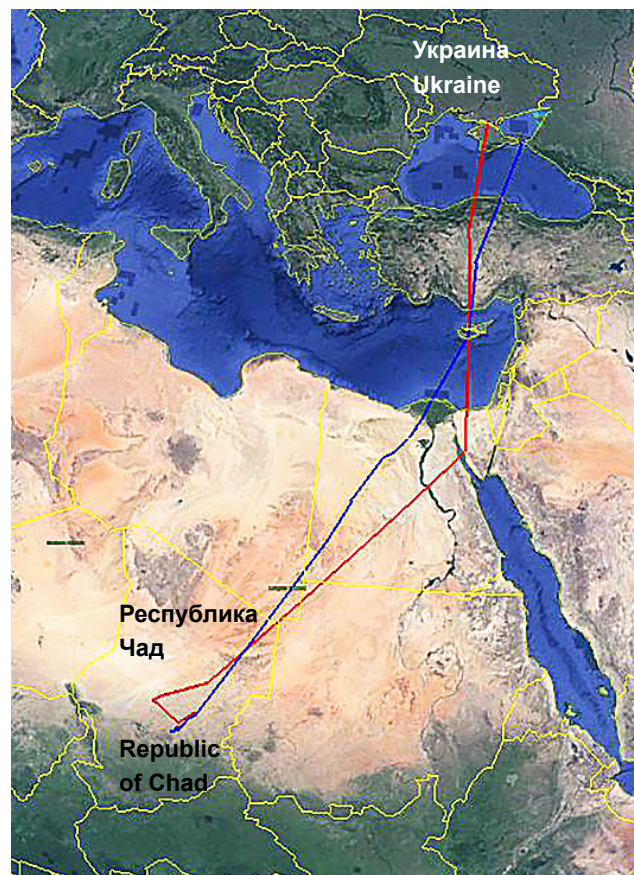 Украина
Ukraine
Республика
Чад
Republic
of Chad